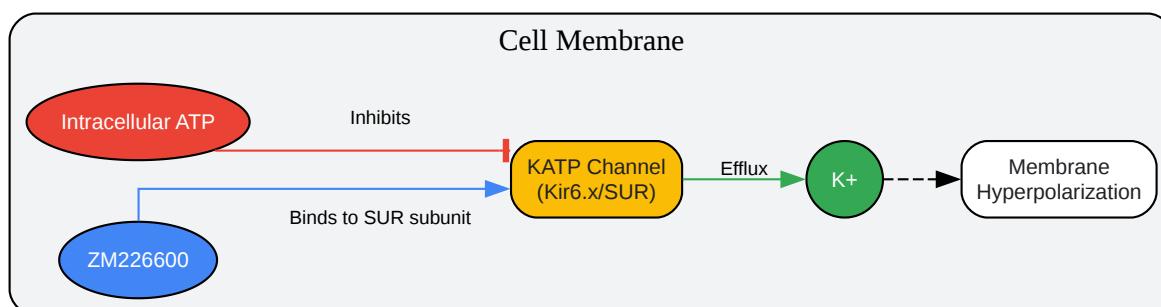 Cell Membrane
Intracellular ATP
Inhibits
KATP Channel
(Kir6.x/SUR)
Efflux
K+
Membrane
Hyperpolarization
Binds to SUR subunit
ZM226600